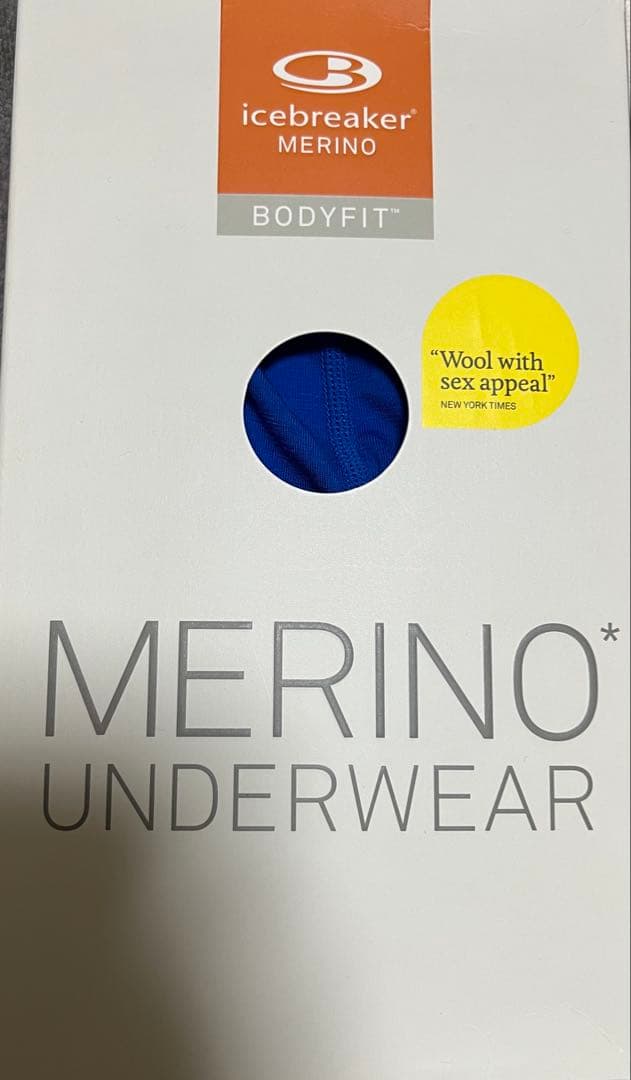 icebreaker®
MERINO
BODYFIT™
“Wool with
sex appeal”
NEW YORK TIMES
MERINO*
UNDERWEAR